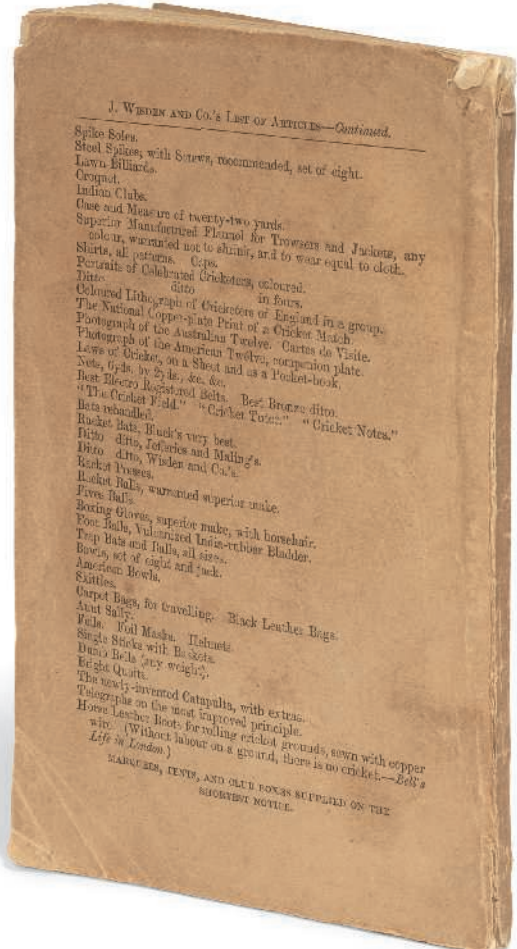 J. WISDEN AND CO.'S LIST OF ARTICLES—Continued.
Spike Soles.
Steel Spikes, with Screws, recommended, set of eight.
Lawn Billiards.
Croquet.
Indian Clubs.
Case and Measure of twenty-two yards.
Superior Manufactured Flannel for Trowsers and Jackets, any
colour, warranted not to shrink, and to wear equal to cloth.
Shirts, all patterns. Caps.
Portraits of Celebrated Cricketers, coloured.
Ditto ditto in fours.
Coloured Lithograph of Cricketers of England in a group.
The National Copper-plate Print of a Cricket Match.
Photograph of the Australian Twelve. Cartes de Visite.
Photograph of the American Twelve, companion plate.
Laws of Cricket, on a Sheet and as a Pocket-book.
Nets, 6yds. by 2yds., &c. &c.
Best Electro Registered Belts. Best Bronze ditto.
"The Cricket Field." "Cricket Tutor." "Cricket Notes."
Bats rehandled.
Racket Bats, Buck's very best.
Ditto ditto, Jefferies and Maling's.
Ditto ditto, Wisden and Co.'s.
Racket Presses.
Racket Balls, warranted superior make.
Fives Balls.
Boxing Gloves, superior make, with horsehair.
Foot Balls, Vulcanized India-rubber Bladder.
Trap Bats and Balls, all sizes.
Bowls, set of eight and jack.
American Bowls.
Skittles.
Carpet Bags, for travelling. Black Leather Bags.
Aunt Sally.
Foils. Foil Masks. Helmets.
Single Sticks with Baskets.
Dumb Bells (any weight).
Bright Quoits.
The newly-invented Catapulta, with extras.
Telegraphs on the most improved principle.
Horse Leather Boots for rolling cricket grounds, sewn with copper
wire. (Without labour on a ground, there is no cricket.—Bell's
Life in London.)
MARQUEES, TENTS, AND CLUB BOXES SUPPLIED ON THE
SHORTEST NOTICE.